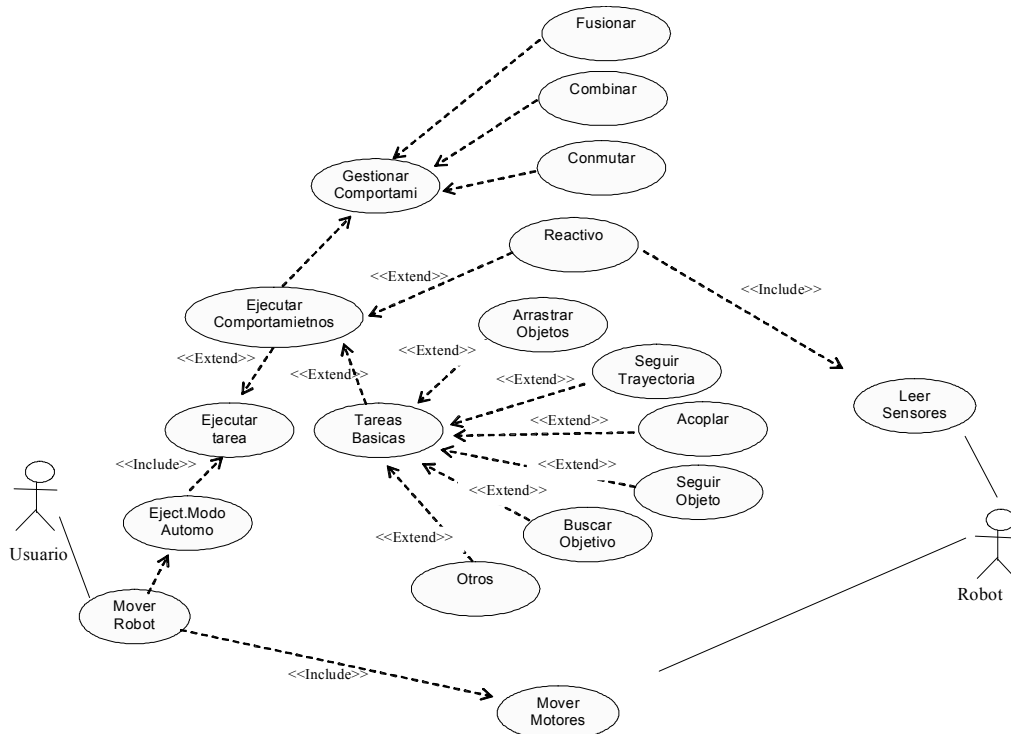 Fusionar
Combinar
Conmutar
Gestionar
Comportami
Reactivo
<<Extend>>
<<Include>>
Ejecutar
Comportamietnos
Arrastrar
Objetos
<<Extend>>
<<Extend>>
<<Extend>>
Seguir
Trayectoria
<<Extend>>
Leer
Sensores
Ejecutar
tarea
Tareas
Basicas
<<Extend>>
Acoplar
<<Include>>
<<Extend>>
Seguir
Objeto
<<Extend>>
Eject.Modo
Automo
Buscar
Objetivo
Usuario
<<Extend>>
Otros
Robot
Mover
Robot
<<Include>>
Mover
Motores